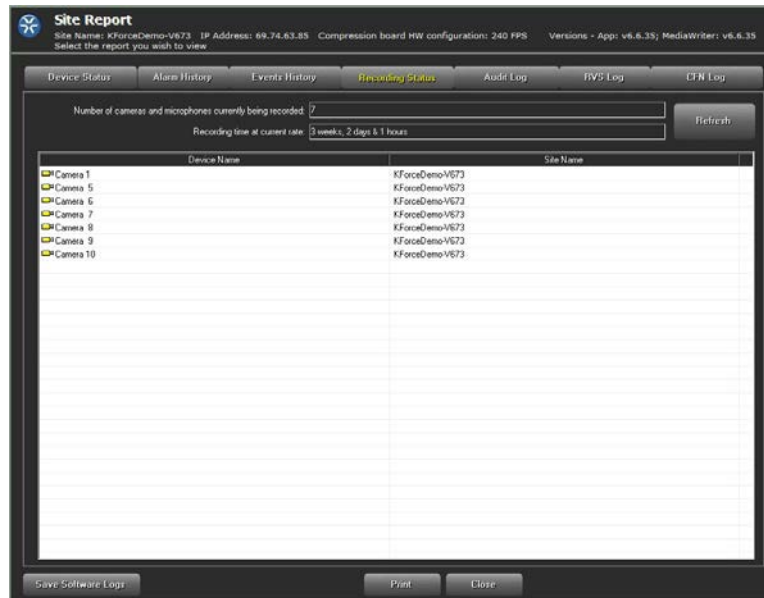 Site Report
Site Name: KForceDemo-V673 IP Address: 69.74.63.85 Compression board HW configuration: 240 FPS Versions - App: v6.6.35; MediaWriter: v6.6.35
Select the report you wish to view
Device Status Alarm History Events History Recording Status Audit Log RVS Log CFN Log
Number of cameras and microphones currently being recorded: 7
Refresh
Recording time at current rate: 3 weeks, 2 days & 1 hours
Device Name Site Name
Camera 1 KForceDemo-V673
Camera 5 KForceDemo-V673
Camera 6 KForceDemo-V673
Camera 7 KForceDemo-V673
Camera 8 KForceDemo-V673
Camera 9 KForceDemo-V673
Camera 10 KForceDemo-V673
Save Software Logs Print Close